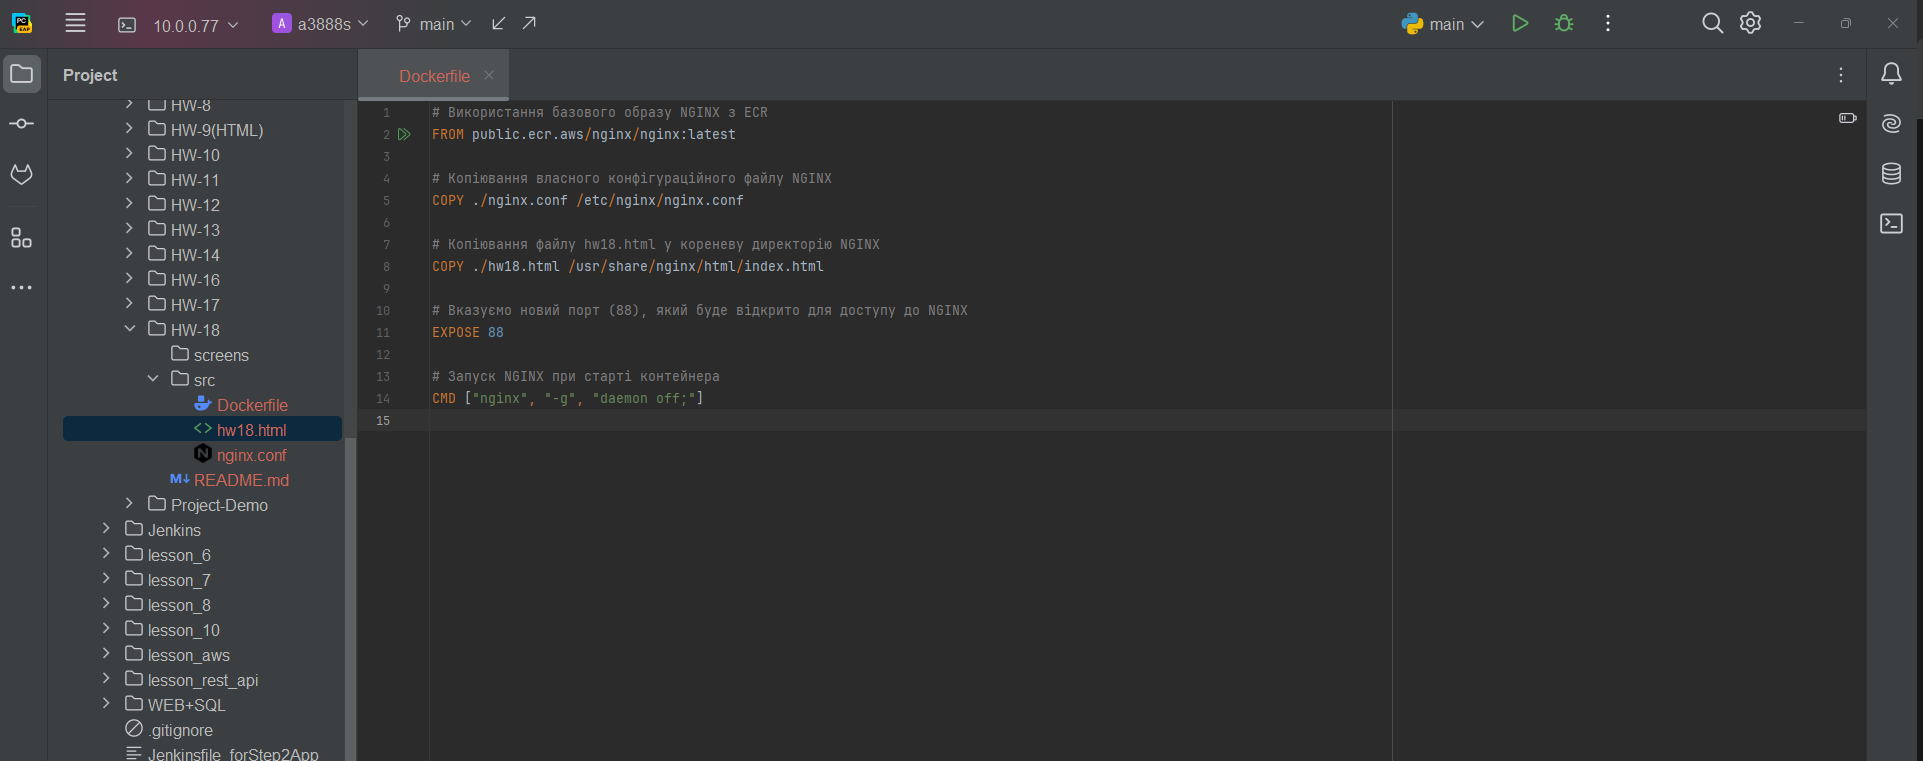 10.0.0.77
A a3888s
main
main
Project
Dockerfile
HW-8
HW-9(HTML)
HW-10
HW-11
HW-12
HW-13
HW-14
HW-16
HW-17
HW-18
screens
src
Dockerfile
hw18.html
nginx.conf
README.md
Project-Demo
Jenkins
lesson_6
lesson_7
lesson_8
lesson_10
lesson_aws
lesson_rest_api
WEB+SQL
.gitignore
Jenkinsfile_forStep2App
1 # Використання базового образу NGINX з ECR
2 FROM public.ecr.aws/nginx/nginx:latest
3
4 # Копіювання власного конфігураційного файлу NGINX
5 COPY ./nginx.conf /etc/nginx/nginx.conf
6
7 # Копіювання файлу hw18.html у кореневу директорію NGINX
8 COPY ./hw18.html /usr/share/nginx/html/index.html
9
10 # Вказуємо новий порт (88), який буде відкрито для доступу до NGINX
11 EXPOSE 88
12
13 # Запуск NGINX при старті контейнера
14 CMD ["nginx", "-g", "daemon off;"]
15